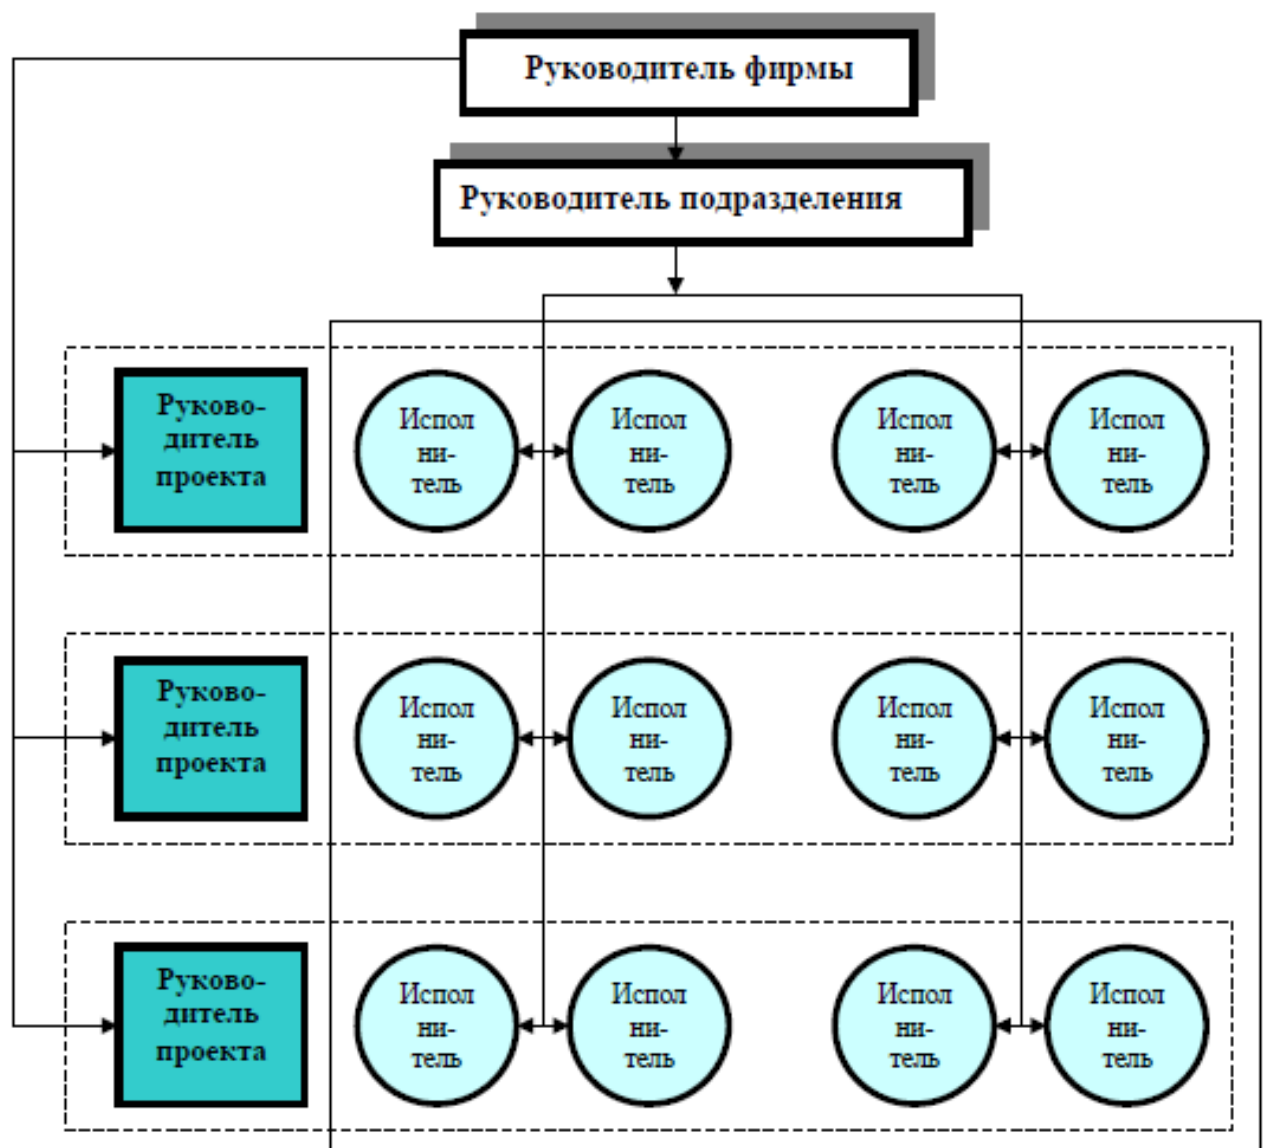 Руководитель фирмы
Руководитель подразделения
Руково-
дитель
проекта
Испол
ни-
тель
Испол
ни-
тель
Испол
ни-
тель
Испол
ни-
тель
Руково-
дитель
проекта
Испол
ни-
тель
Испол
ни-
тель
Испол
ни-
тель
Испол
ни-
тель
Руково-
дитель
проекта
Испол
ни-
тель
Испол
ни-
тель
Испол
ни-
тель
Испол
ни-
тель